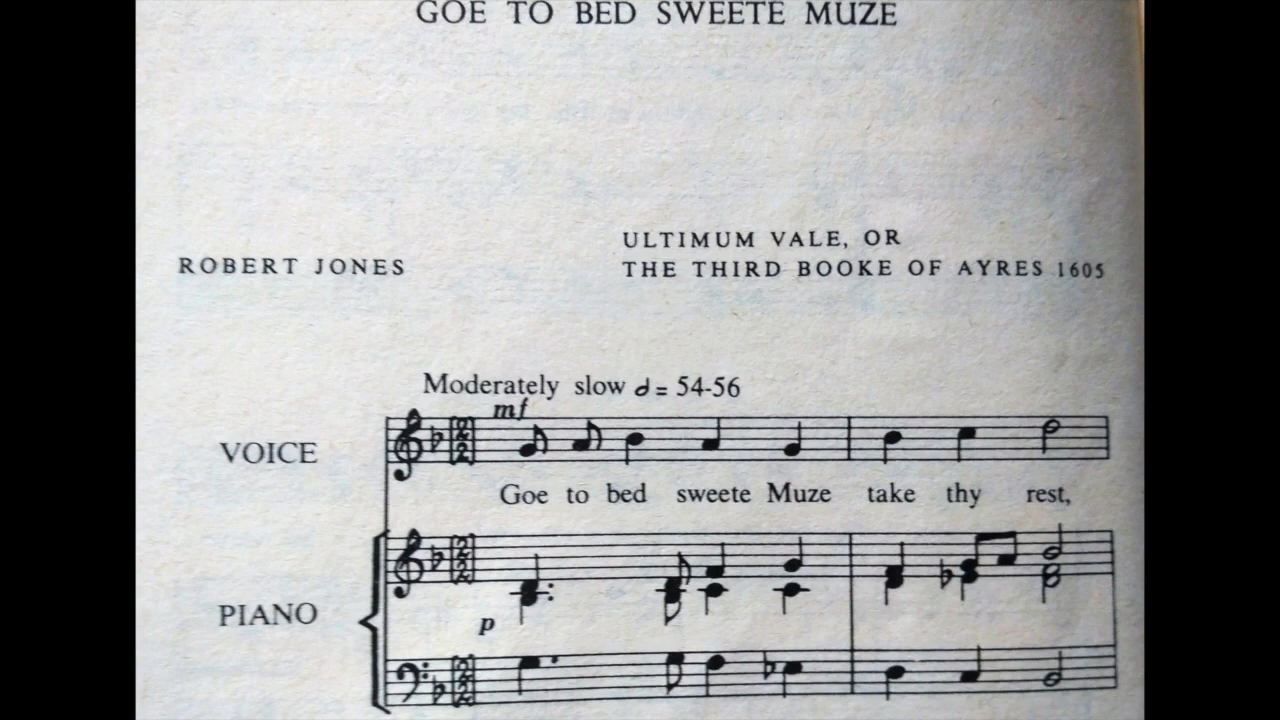 GOE TO BED SWEETE MUZE
ULTIMUM VALE, OR
ROBERT JONES
THE THIRD BOOKE OF AYRES 1605
Moderately slow 𝅗𝅥 = 54-56
mf
VOICE
Goe to bed sweete Muze take thy rest,
PIANO
p